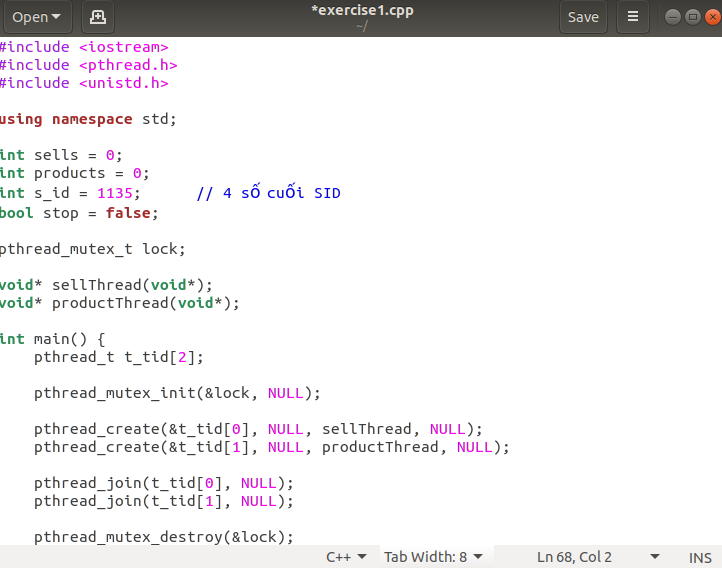 Open
*exercise1.cpp
~/
Save
#include <iostream>
#include <pthread.h>
#include <unistd.h>
using namespace std;
int sells = 0;
int products = 0;
int s_id = 1135;      // 4 số cuối SID
bool stop = false;
pthread_mutex_t lock;
void* sellThread(void*);
void* productThread(void*);
int main() {
    pthread_t t_tid[2];
    pthread_mutex_init(&lock, NULL);
    pthread_create(&t_tid[0], NULL, sellThread, NULL);
    pthread_create(&t_tid[1], NULL, productThread, NULL);
    pthread_join(t_tid[0], NULL);
    pthread_join(t_tid[1], NULL);
    pthread_mutex_destroy(&lock);
C++ Tab Width: 8 Ln 68, Col 2 INS